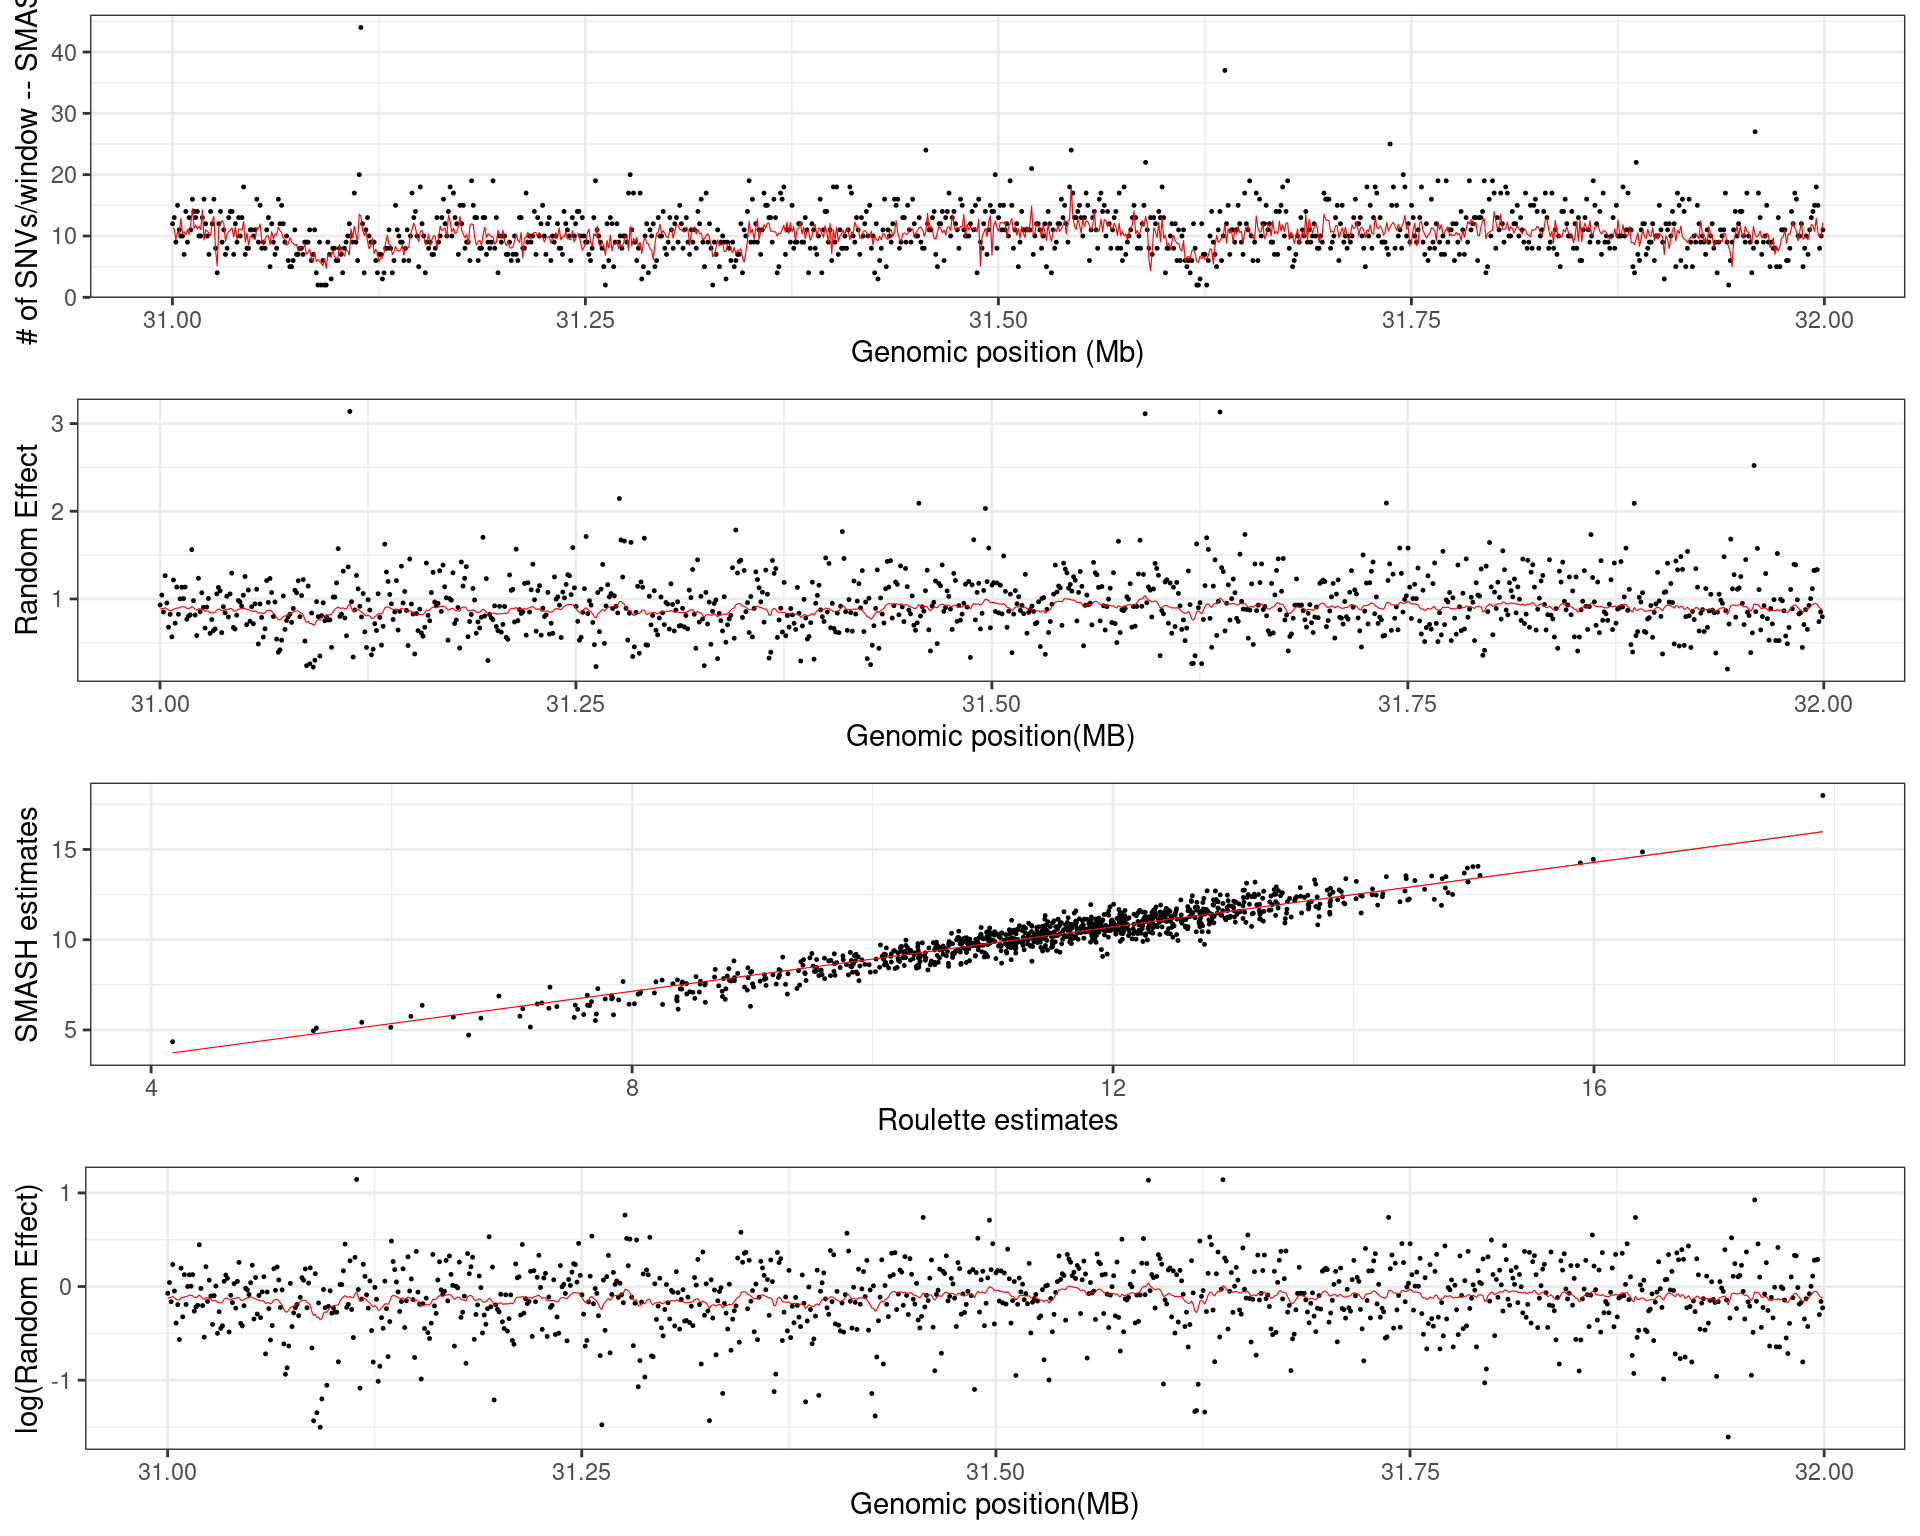 # of SNVs/window -- SMAS
40
30
20
10
0
31.00 31.25 31.50 31.75 32.00
Genomic position (Mb)
Random Effect
3
2
1
31.00 31.25 31.50 31.75 32.00
Genomic position(MB)
SMASH estimates
15
10
5
4 8 12 16
Roulette estimates
log(Random Effect)
1
0
-1
31.00 31.25 31.50 31.75 32.00
Genomic position(MB)